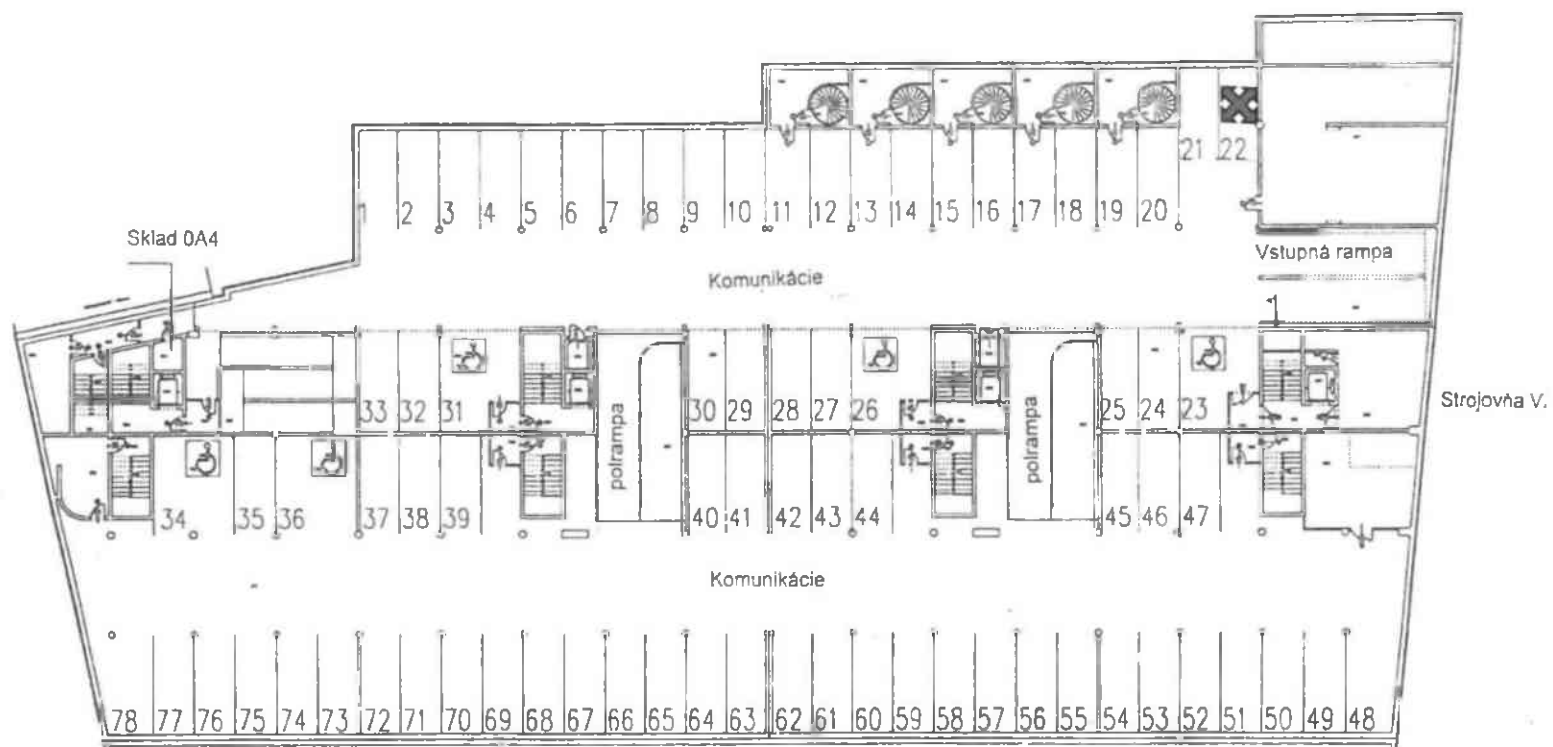 21 22
1 2 3 4 5 6 7 8 9 10 11 12 13 14 15 16 17 18 19 20
Sklad 0A4
Vstupná rampa
Komunikácie
33 32 31 30 29 28 27 26 25 24 23
Strojovňa V.
polrampa
polrampa
34 35 36 37 38 39 40 41 42 43 44 45 46 47
Komunikácie
78 77 76 75 74 73 72 71 70 69 68 67 66 65 64 63 62 61 60 59 58 57 56 55 54 53 52 51 50 49 48